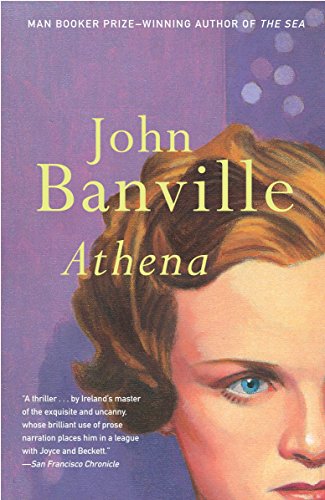 MAN BOOKER PRIZE–WINNING AUTHOR OF THE SEA
John
Banville
Athena
"A thriller . . . by Ireland's master
of the exquisite and uncanny,
whose brilliant use of prose
narration places him in a league
with Joyce and Beckett."
—San Francisco Chronicle